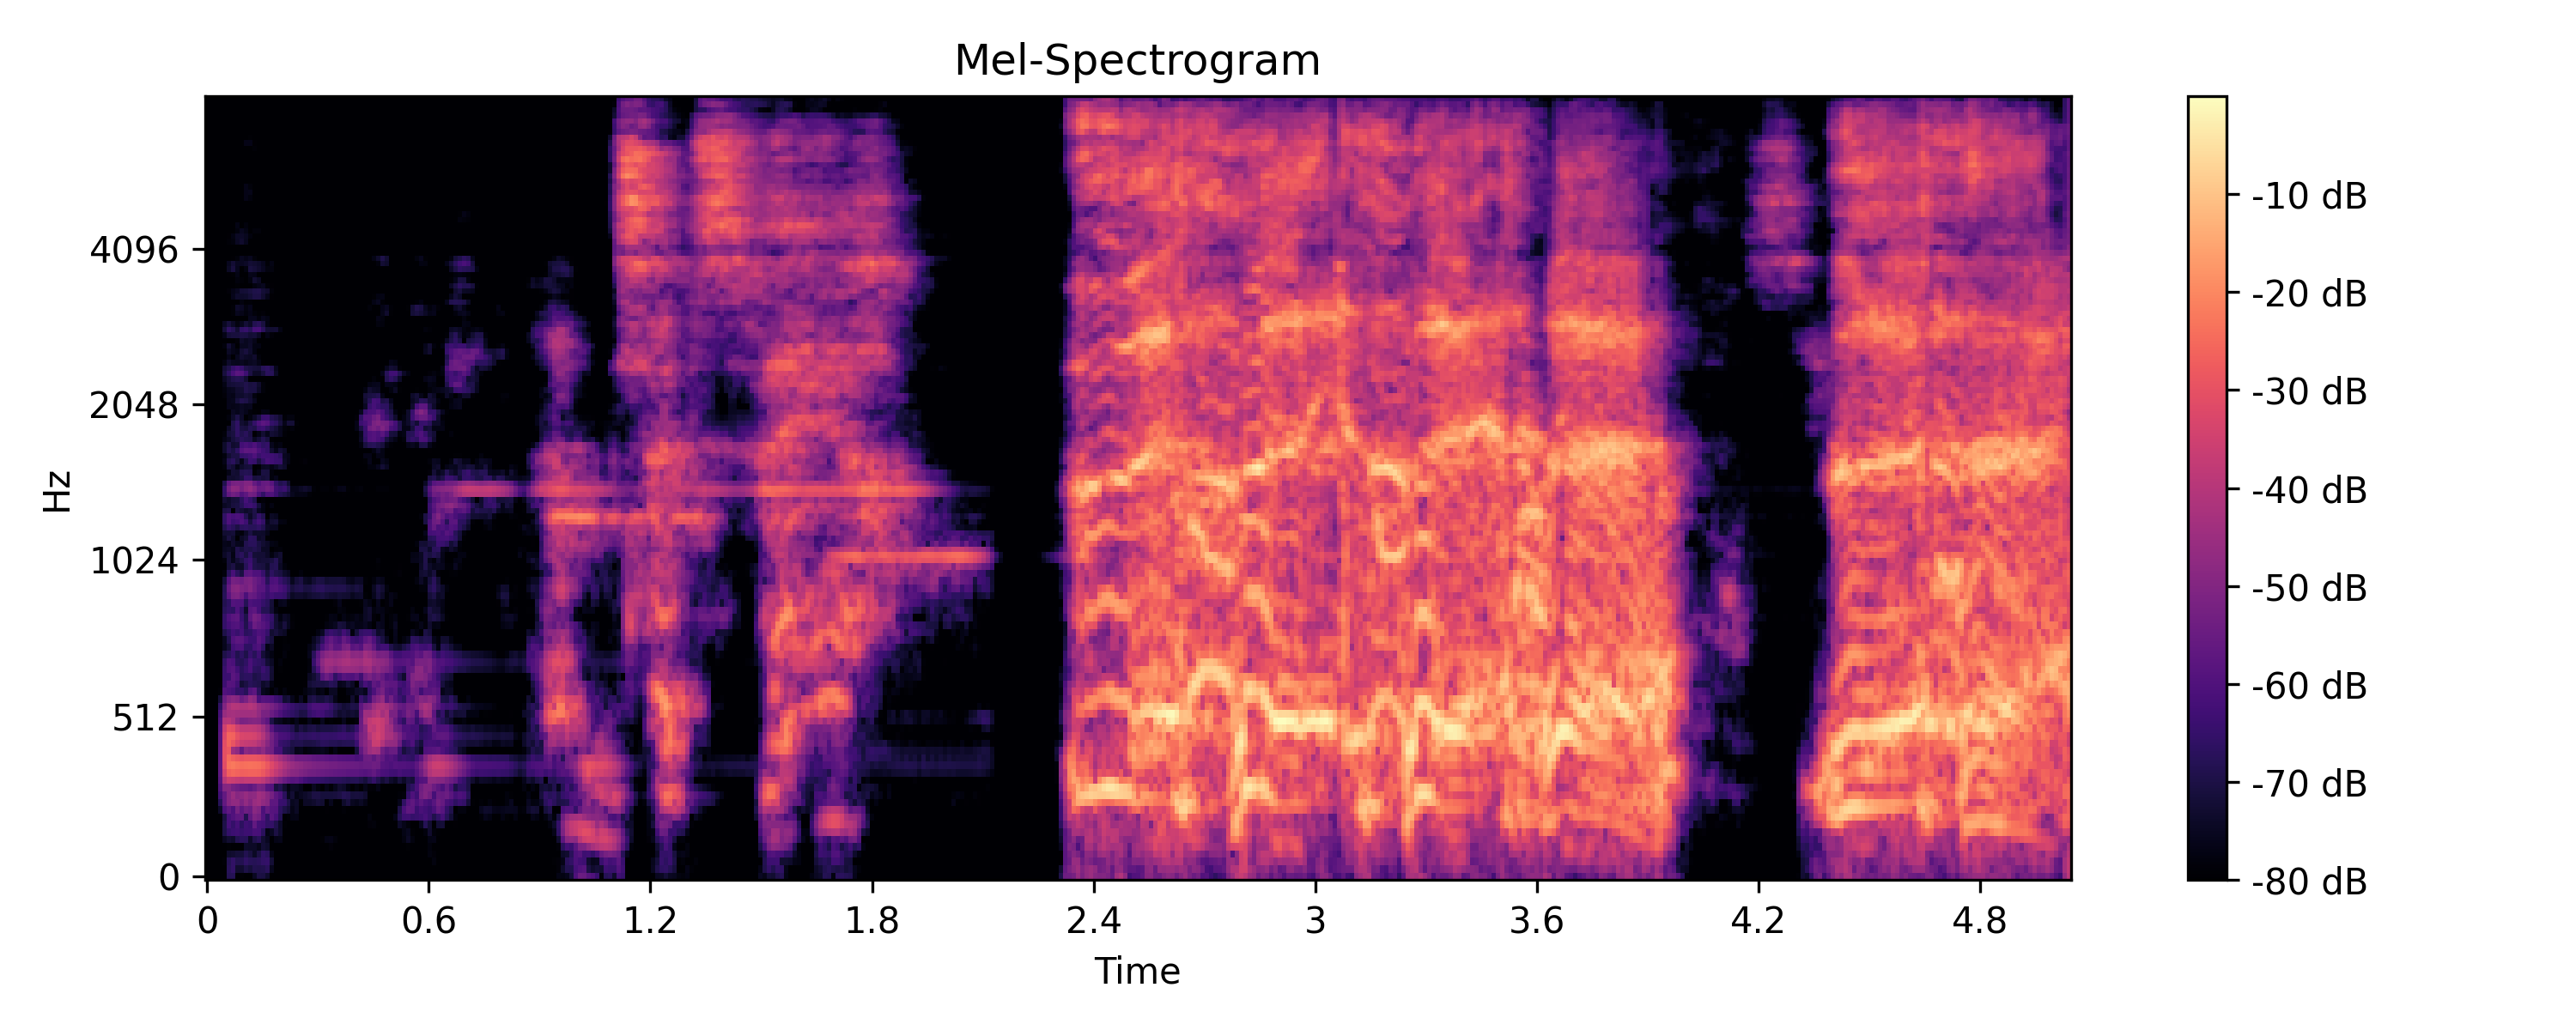 Mel-Spectrogram
Hz
4096
2048
1024
512
0
0 0.6 1.2 1.8 2.4 3 3.6 4.2 4.8
Time
-10 dB
-20 dB
-30 dB
-40 dB
-50 dB
-60 dB
-70 dB
-80 dB